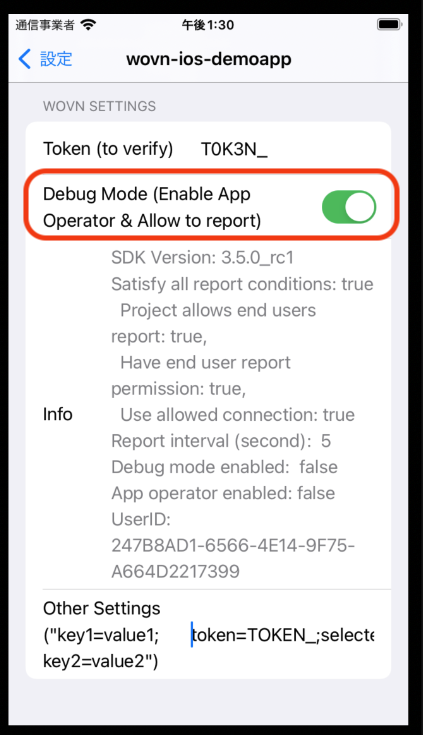 通信事業者 午後1:30
設定 wovn-ios-demoapp
WOVN SETTINGS
Token (to verify) T0K3N_
Debug Mode (Enable App
Operator & Allow to report)
SDK Version: 3.5.0_rc1
Satisfy all report conditions: true
Project allows end users
report: true,
Have end user report
permission: true,
Use allowed connection: true
Info
Report interval (second): 5
Debug mode enabled: false
App operator enabled: false
UserID:
247B8AD1-6566-4E14-9F75-
A664D2217399
Other Settings
("key1=value1; token=TOKEN_;selecte
key2=value2")